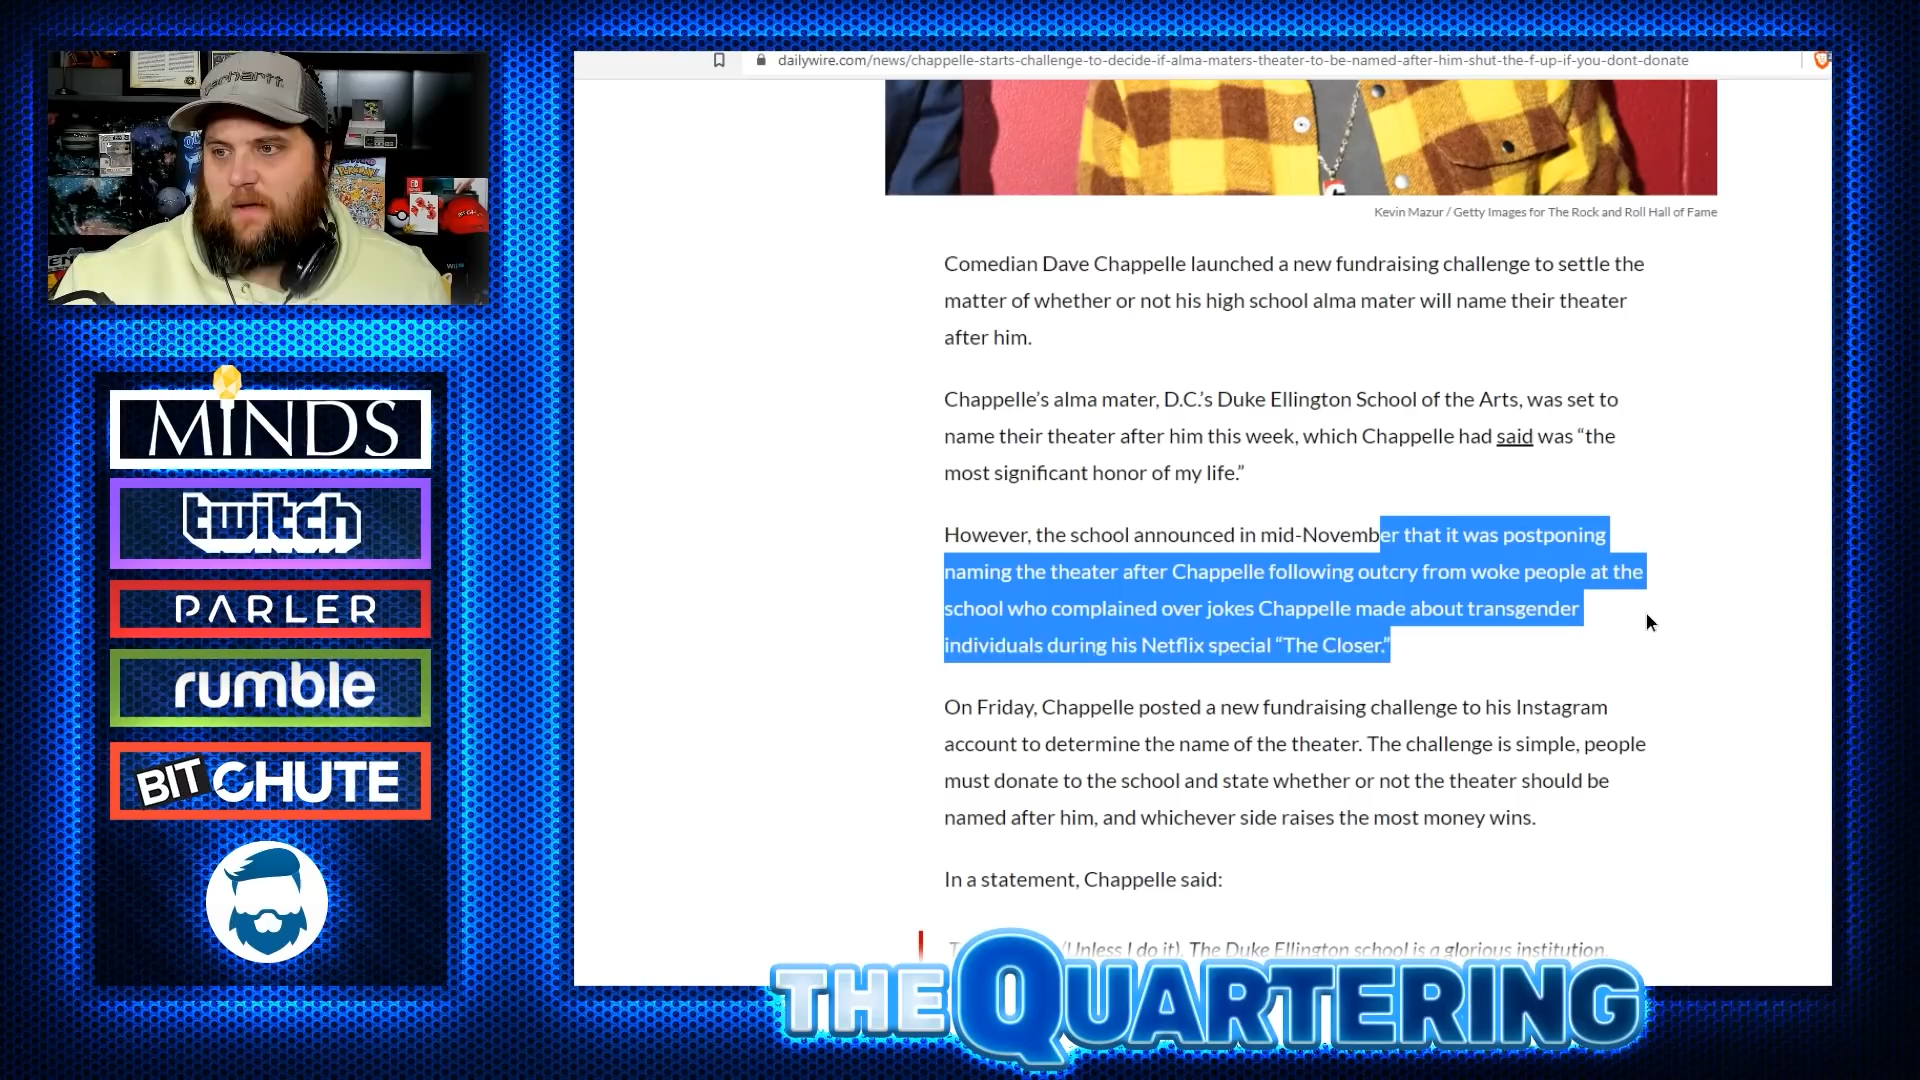 dailywire.com/news/chappelle-starts-challenge-to-decide-if-alma-maters-theater-to-be-named-after-him-shut-the-f-up-if-you-dont-donate
carhartt
POKéMON
Kevin Mazur / Getty Images for The Rock and Roll Hall of Fame
Comedian Dave Chappelle launched a new fundraising challenge to settle the
matter of whether or not his high school alma mater will name their theater
after him.
Chappelle’s alma mater, D.C.’s Duke Ellington School of the Arts, was set to
name their theater after him this week, which Chappelle had said was “the
most significant honor of my life.”
However, the school announced in mid-November that it was postponing
naming the theater after Chappelle following outcry from woke people at the
school who complained over jokes Chappelle made about transgender
individuals during his Netflix special “The Closer.”
On Friday, Chappelle posted a new fundraising challenge to his Instagram
account to determine the name of the theater. The challenge is simple, people
must donate to the school and state whether or not the theater should be
named after him, and whichever side raises the most money wins.
In a statement, Chappelle said:
(Unless I do it). The Duke Ellington school is a glorious institution.
MINDS
twitch
PARLER
rumble
BITCHUTE
THE QUARTERING